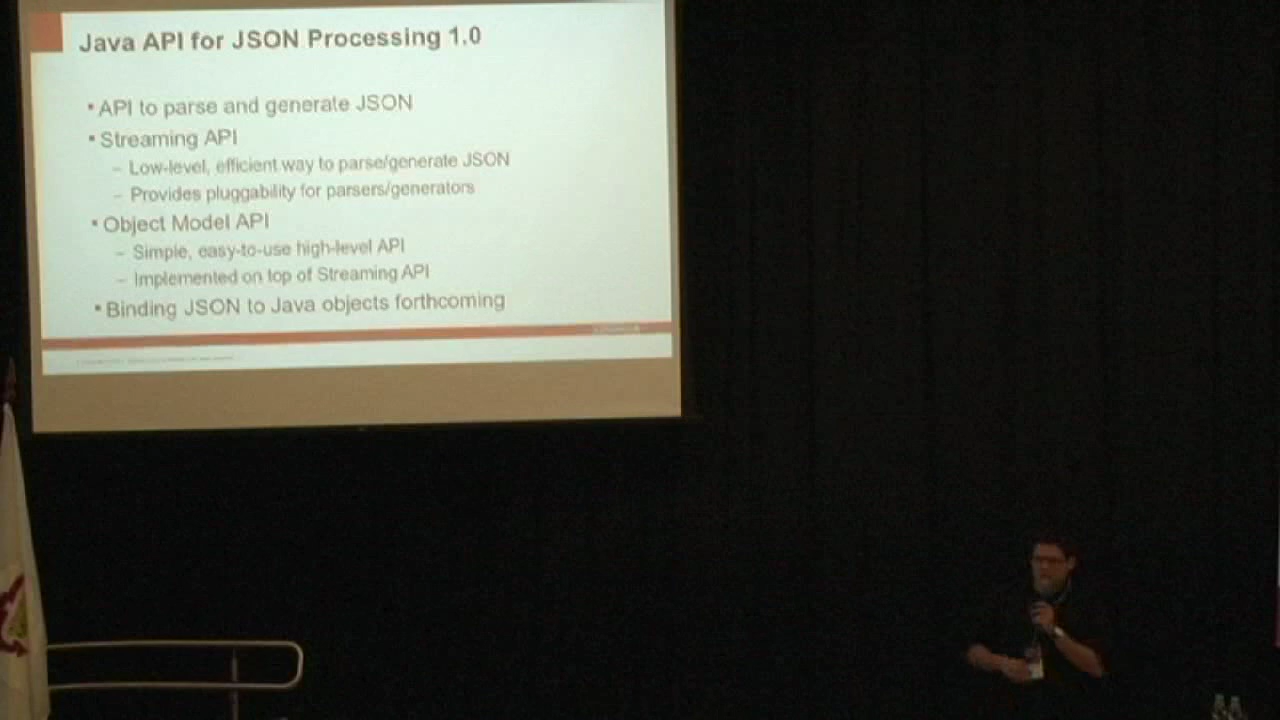 Java API for JSON Processing 1.0
▪ API to parse and generate JSON
▪ Streaming API
– Low-level, efficient way to parse/generate JSON
– Provides pluggability for parsers/generators
▪ Object Model API
– Simple, easy-to-use high-level API
– Implemented on top of Streaming API
▪ Binding JSON to Java objects forthcoming